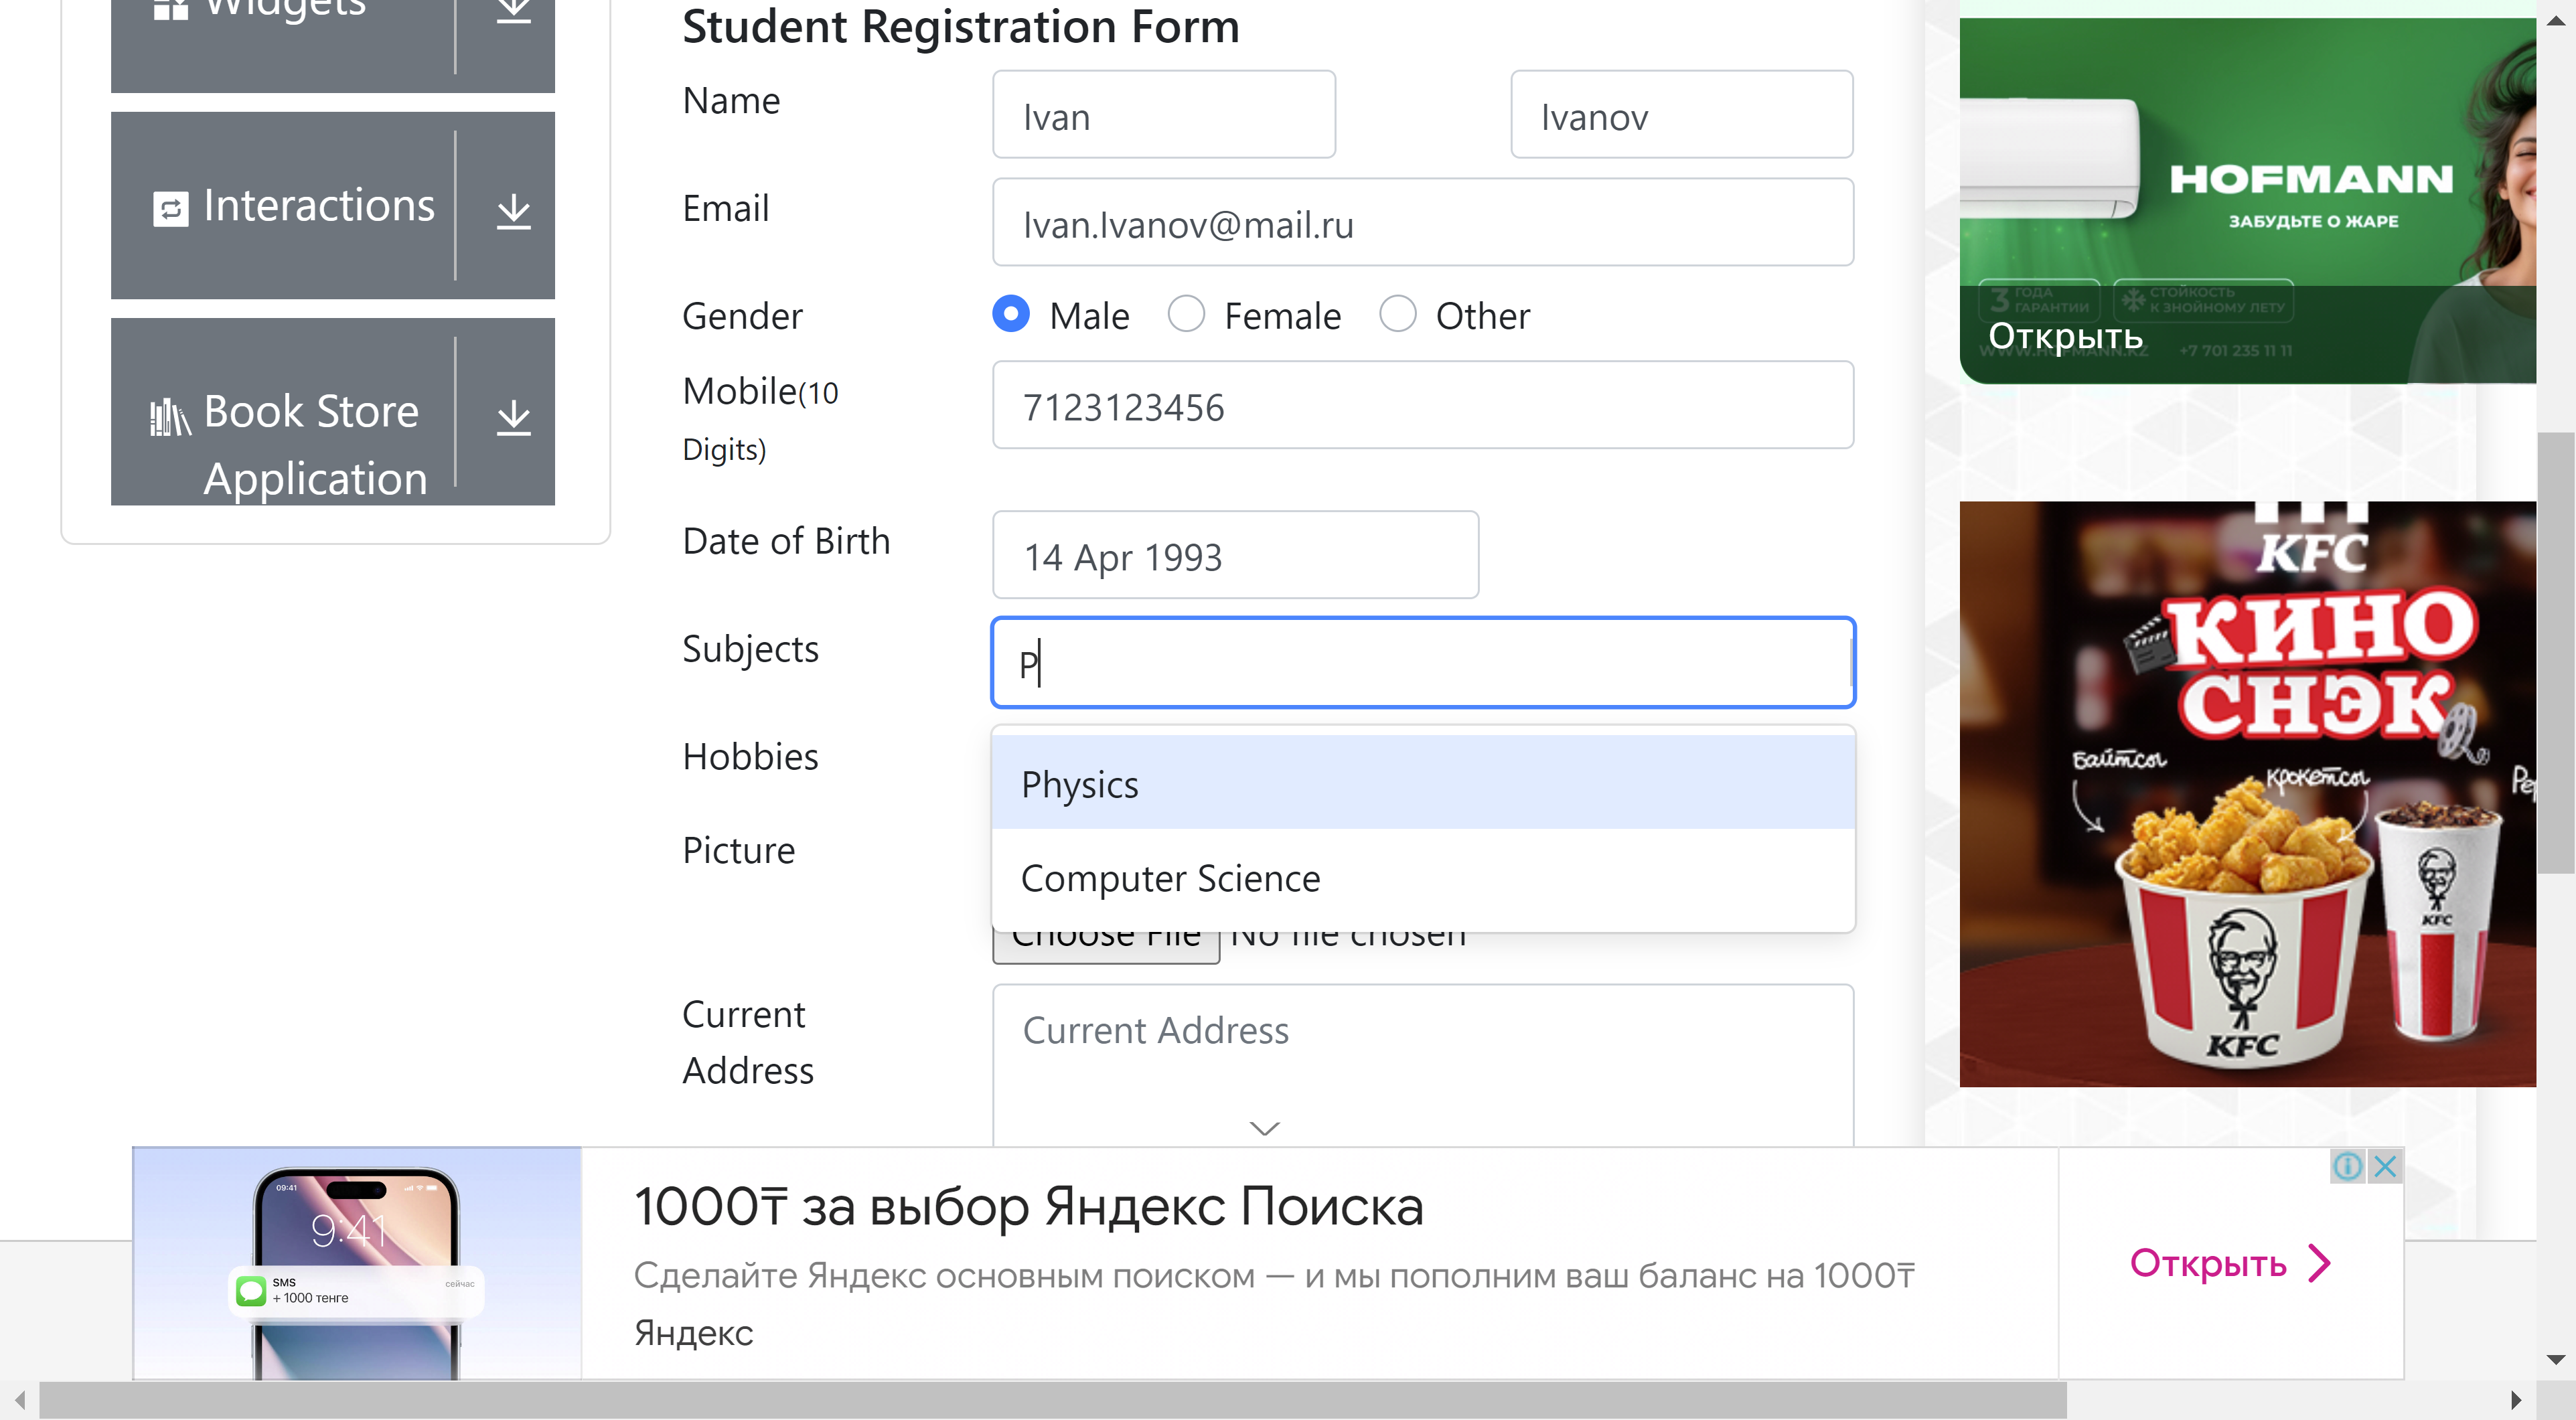 Widgets
Interactions
Book Store
Application
Student Registration Form
Name
Ivan
Ivanov
Email
Ivan.Ivanov@mail.ru
Gender
Male
Female
Other
Mobile(10
Digits)
7123123456
Date of Birth
14 Apr 1993
Subjects
P
Hobbies
Physics
Computer Science
Picture
Choose File No file chosen
Current
Address
Current Address
HOFMANN
ЗАБУДЬТЕ О ЖАРЕ
3 ГОДА
ГАРАНТИИ
СТОЙКОСТЬ
К ЗНОЙНОМУ ЛЕТУ
Открыть
WWW.HOFMANN.KZ
+7 701 235 11 11
KFC
КИНО
СНЭК
Байтсы
Крокетсы
KFC
KFC
09:41
9:41
SMS
сейчас
+ 1000 тенге
1000₸ за выбор Яндекс Поиска
Сделайте Яндекс основным поиском — и мы пополним ваш баланс на 1000₸
Яндекс
Открыть